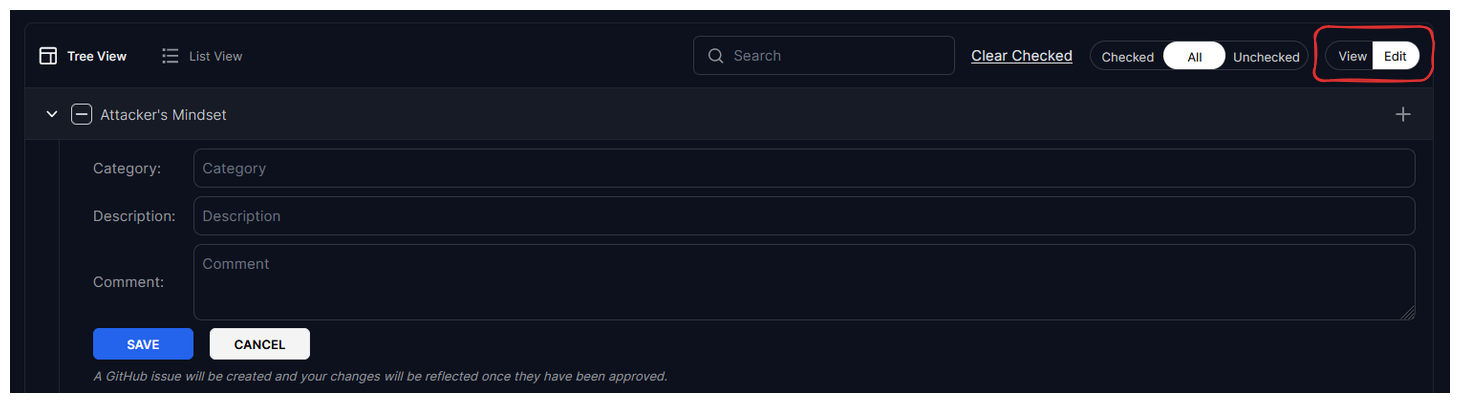 Tree View List View Search Clear Checked Checked All Unchecked View Edit
Attacker's Mindset
Category: Category
Description: Description
Comment: Comment
SAVE CANCEL
A GitHub issue will be created and your changes will be reflected once they have been approved.